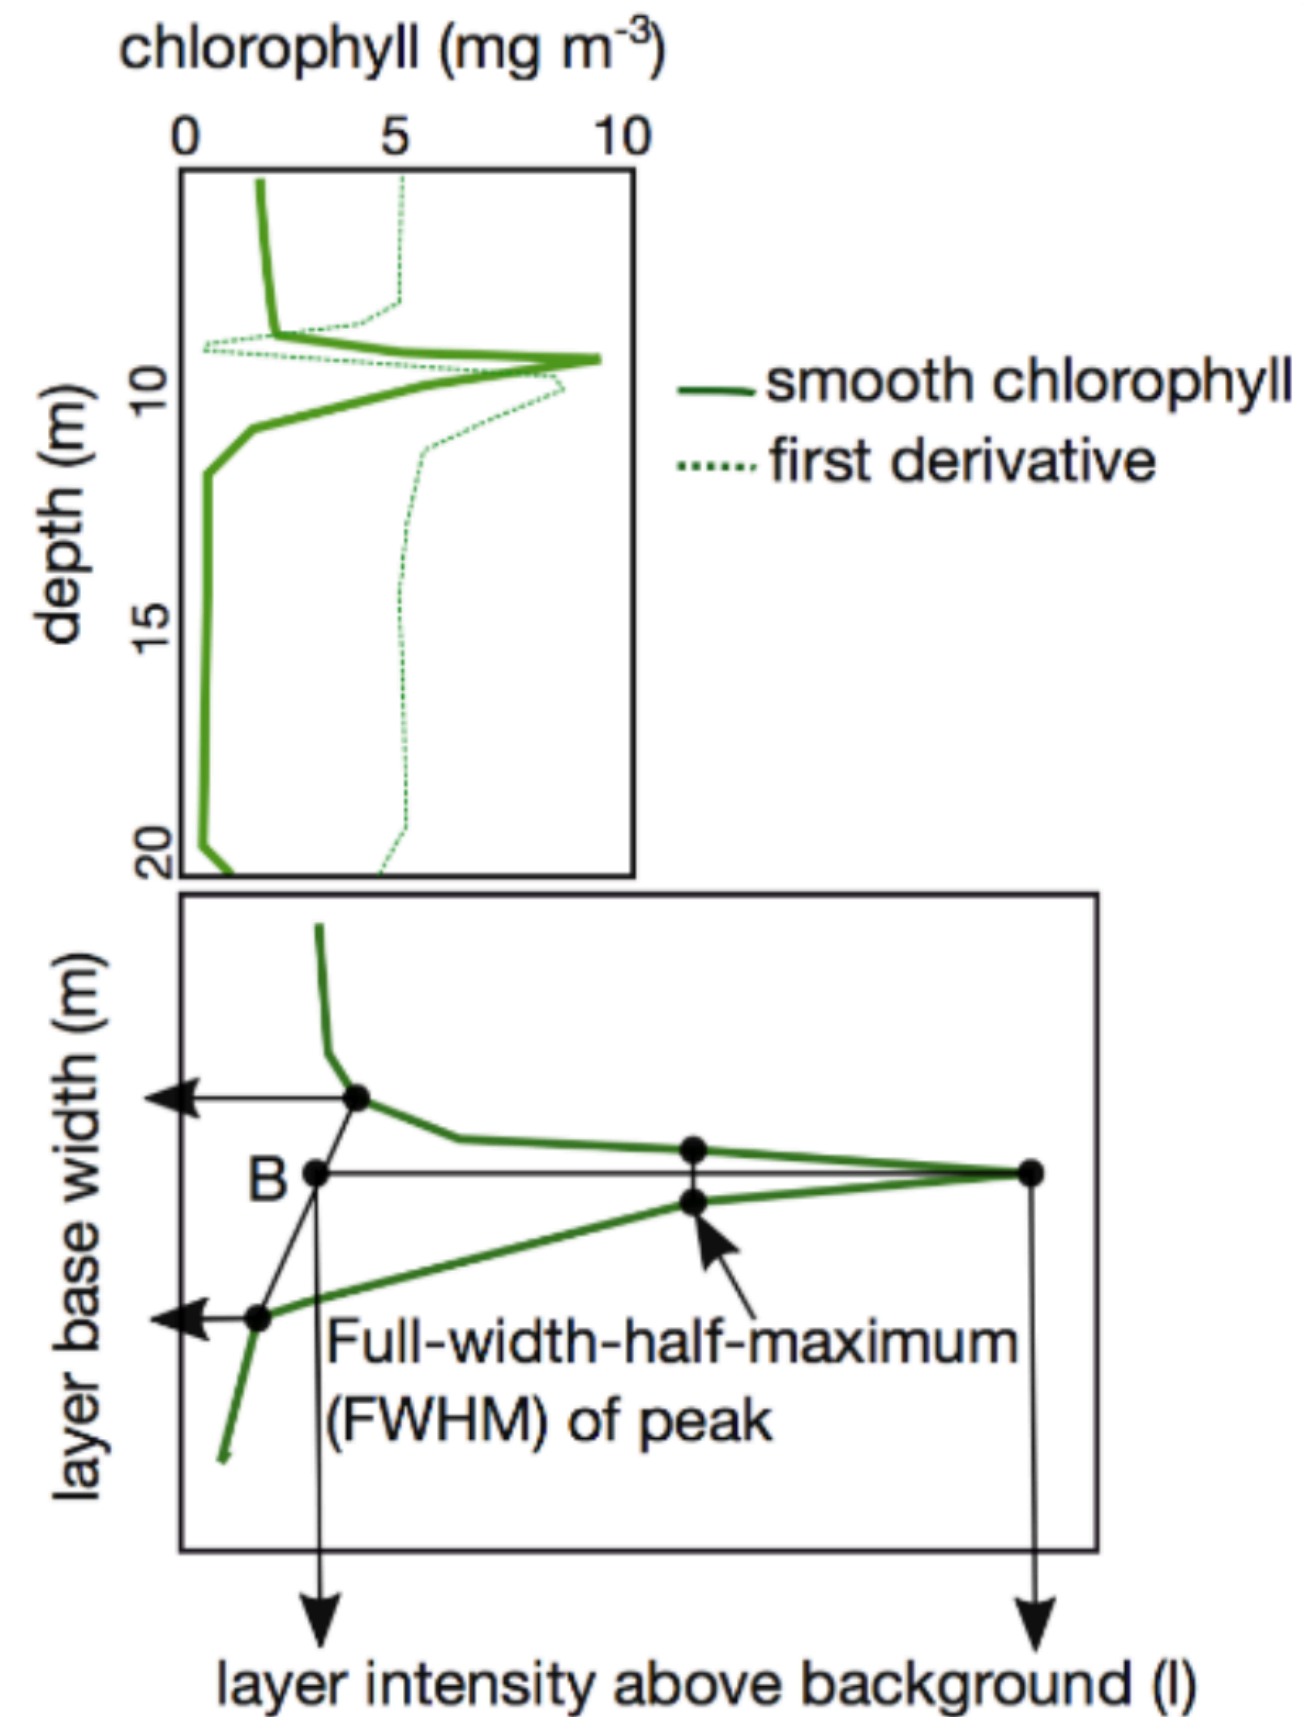 chlorophyll (mg m-3)
0 5 10
depth (m)
10
15
20
smooth chlorophyll
first derivative
layer base width (m)
B
Full-width-half-maximum
(FWHM) of peak
layer intensity above background (I)